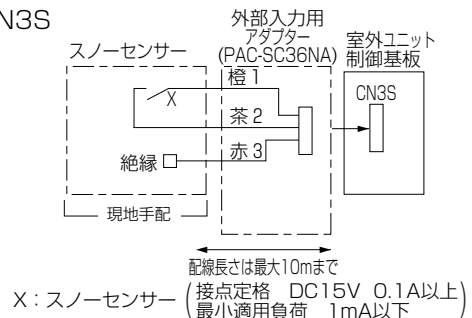 CN3S
スノーセンサー
外部入力用
アダプター
(PAC-SC36NA)
室外ユニット
制御基板
橙 1
X
茶 2
赤 3
絶縁
CN3S
現地手配
配線長さは最大10mまで
X：スノーセンサー (接点定格 DC15V 0.1A以上
最小適用負荷 1mA以下)